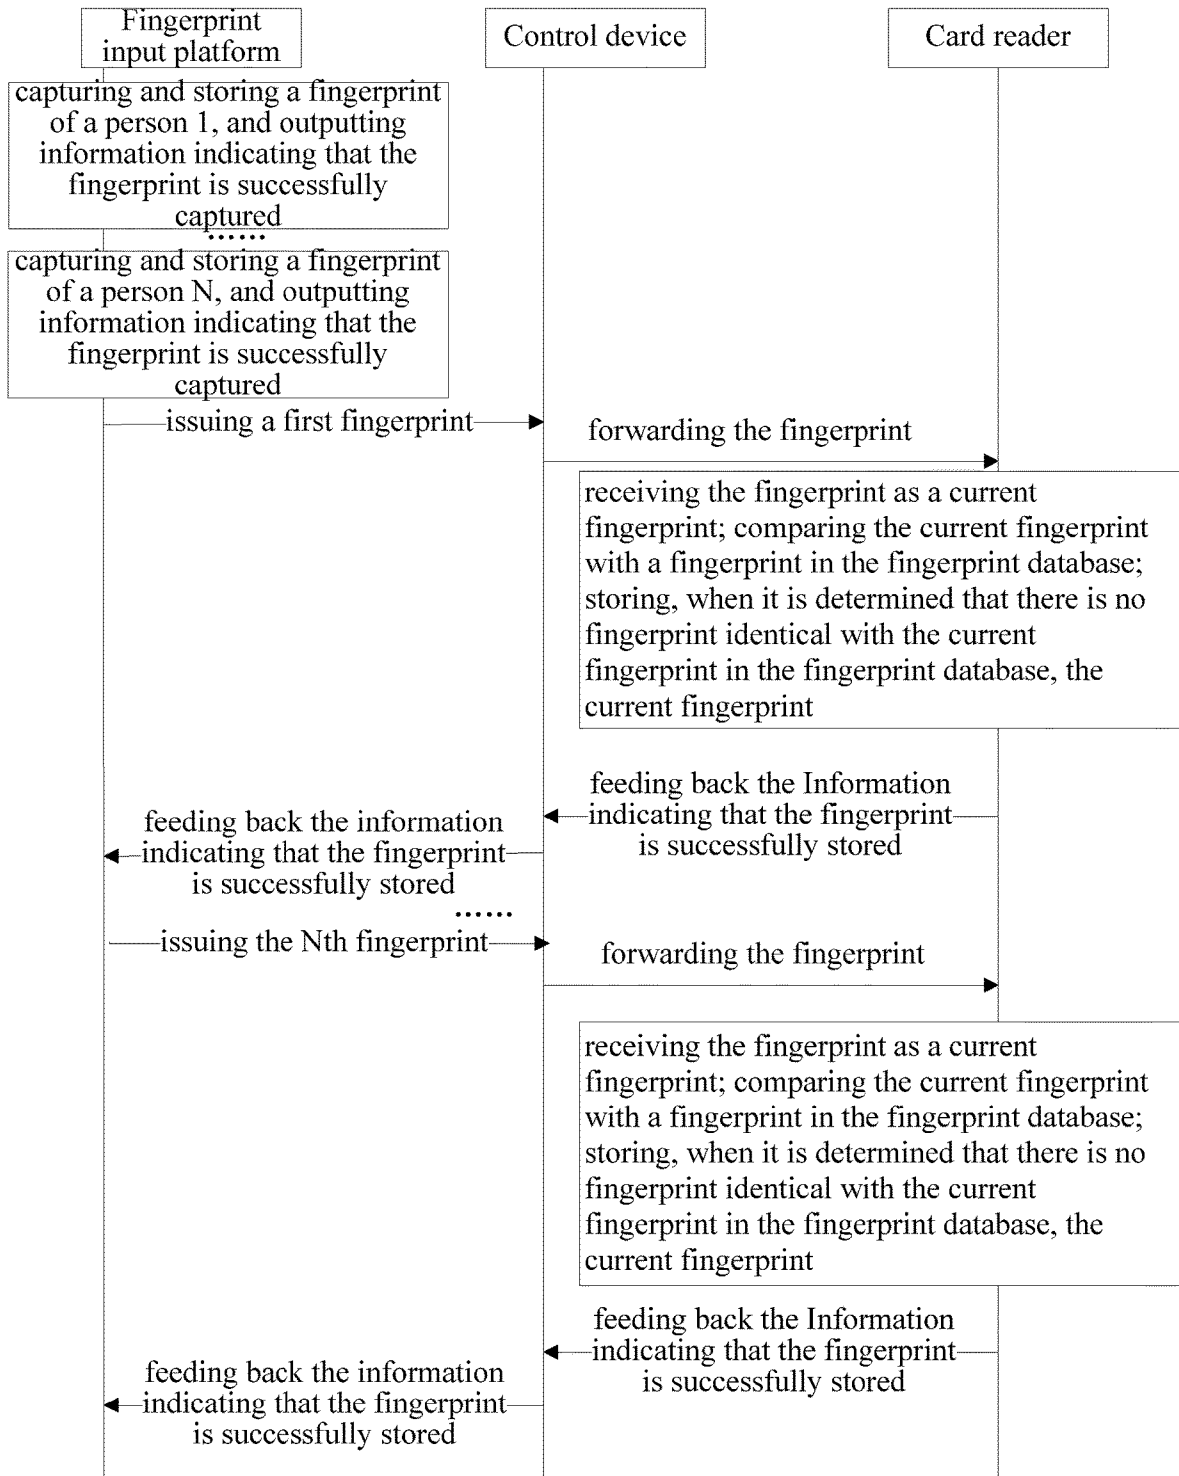 Fingerprint
input platform
Control device
Card reader
capturing and storing a fingerprint
of a person 1, and outputting
information indicating that the
fingerprint is successfully
captured
......
capturing and storing a fingerprint
of a person N, and outputting
information indicating that the
fingerprint is successfully
captured
issuing a first fingerprint
forwarding the fingerprint
receiving the fingerprint as a current
fingerprint; comparing the current fingerprint
with a fingerprint in the fingerprint database;
storing, when it is determined that there is no
fingerprint identical with the current
fingerprint in the fingerprint database, the
current fingerprint
feeding back the Information
indicating that the fingerprint
is successfully stored
feeding back the information
indicating that the fingerprint
is successfully stored
......
issuing the Nth fingerprint
forwarding the fingerprint
receiving the fingerprint as a current
fingerprint; comparing the current fingerprint
with a fingerprint in the fingerprint database;
storing, when it is determined that there is no
fingerprint identical with the current
fingerprint in the fingerprint database, the
current fingerprint
feeding back the Information
indicating that the fingerprint
is successfully stored
feeding back the information
indicating that the fingerprint
is successfully stored